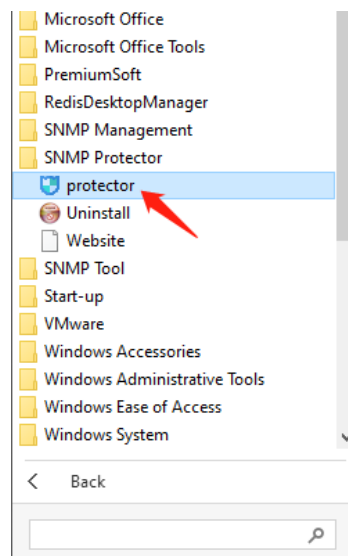 Microsoft Office
Microsoft Office Tools
PremiumSoft
RedisDesktopManager
SNMP Management
SNMP Protector
protector
Uninstall
Website
SNMP Tool
Start-up
VMware
Windows Accessories
Windows Administrative Tools
Windows Ease of Access
Windows System
Back